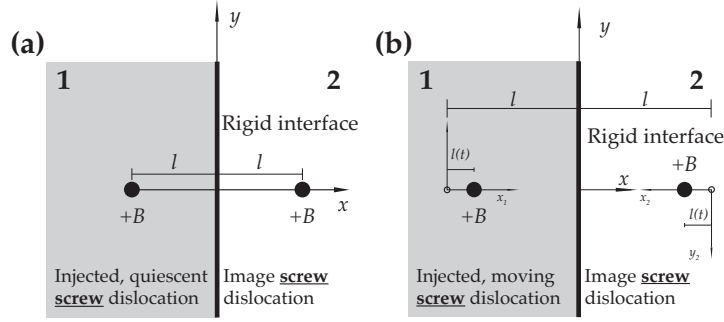 (a)
y
1
2
Rigid interface
l
l
x
+B
+B
Injected, quiescent
screw dislocation
Image screw
dislocation
(b)
y
1
2
l
l
Rigid interface
+B
l(t)
x
x₁
x₂
l(t)
+B
y₂
Injected, moving
screw dislocation
Image screw
dislocation